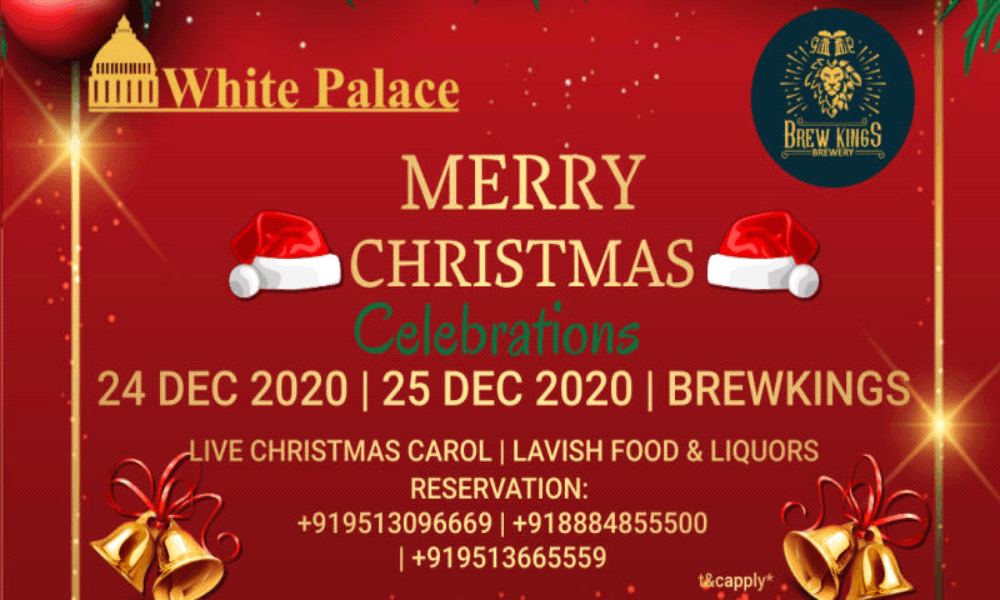 White Palace
BREW KINGS
BREWERY
MERRY
CHRISTMAS
Celebrations
24 DEC 2020 | 25 DEC 2020 | BREWKINGS
LIVE CHRISTMAS CAROL | LAVISH FOOD & LIQUORS
RESERVATION:
+919513096669 | +918884855500
| +919513665559
t&capply*